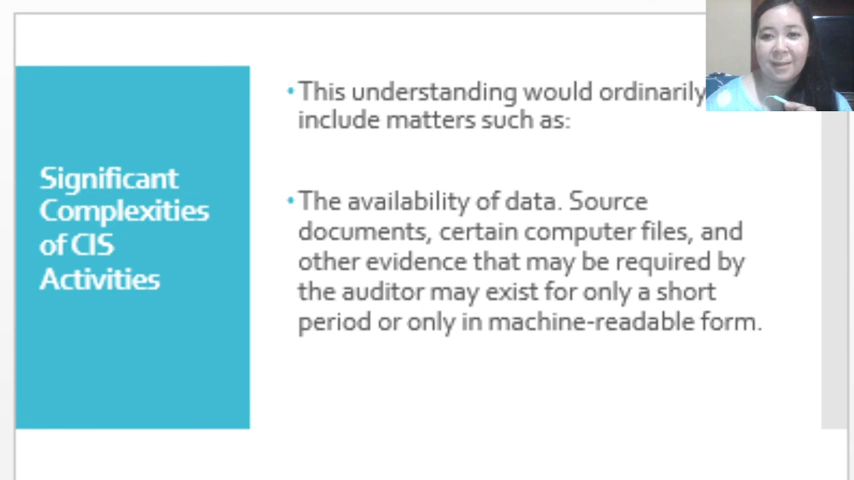 Significant
Complexities
of CIS
Activities
•This understanding would ordinarily
include matters such as:
•The availability of data. Source
documents, certain computer files, and
other evidence that may be required by
the auditor may exist for only a short
period or only in machine-readable form.